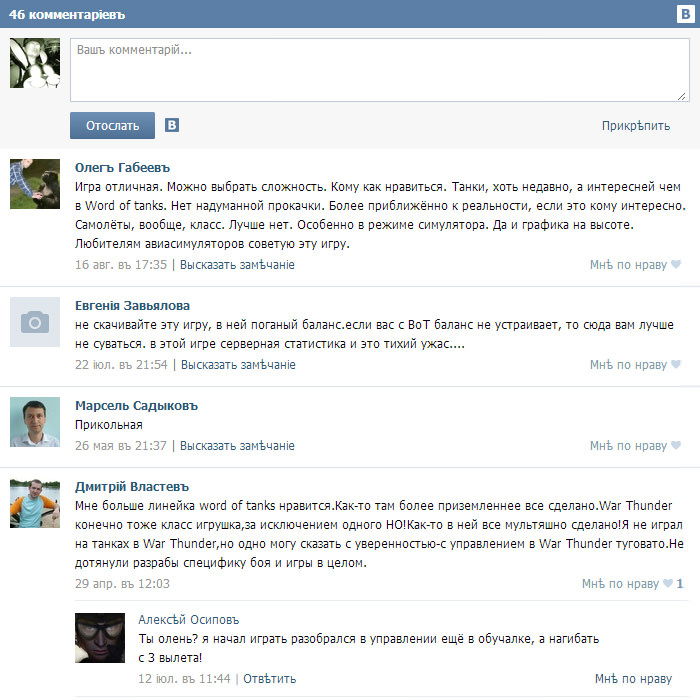 46 комментаріевъ
B
Вашъ комментарій...
Отослать
B
Прикрѣпить
Олегъ Габеевъ
Игра отличная. Можно выбрать сложность. Кому как нравиться. Танки, хоть недавно, а интересней чем
в Word of tanks. Нет надуманной прокачки. Более приближённо к реальности, если это кому интересно.
Самолёты, вообще, класс. Лучше нет. Особенно в режиме симулятора. Да и графика на высоте.
Любителям авиасимуляторов советую эту игру.
16 авг. въ 17:35 | Высказать замѣчаніе
Мнѣ по нраву
Евгенія Завьялова
не скачивайте эту игру, в ней поганый баланс.если вас с ВоТ баланс не устраивает, то сюда вам лучше
не суваться. в этой игре серверная статистика и это тихий ужас....
22 іюл. въ 21:54 | Высказать замѣчаніе
Мнѣ по нраву
Марсель Садыковъ
Прикольная
26 мая въ 21:37 | Высказать замѣчаніе
Мнѣ по нраву
Дмитрій Властевъ
Мне больше линейка word of tanks нравится.Как-то там более приземленнее все сделано.War Thunder
конечно тоже класс игрушка,за исключением одного НО!Как-то в ней все мультяшно сделано!Я не играл
на танках в War Thunder,но одно могу сказать с уверенностью-с управлением в War Thunder туговато.Не
дотянули разрабы специфику боя и игры в целом.
29 апр. въ 12:03
Мнѣ по нраву 1
Алексѣй Осиповъ
Ты олень? я начал играть разобрался в управлении ещё в обучалке, а нагибать
с 3 вылета!
12 іюл. въ 11:44 | Отвѣтить
Мнѣ по нраву